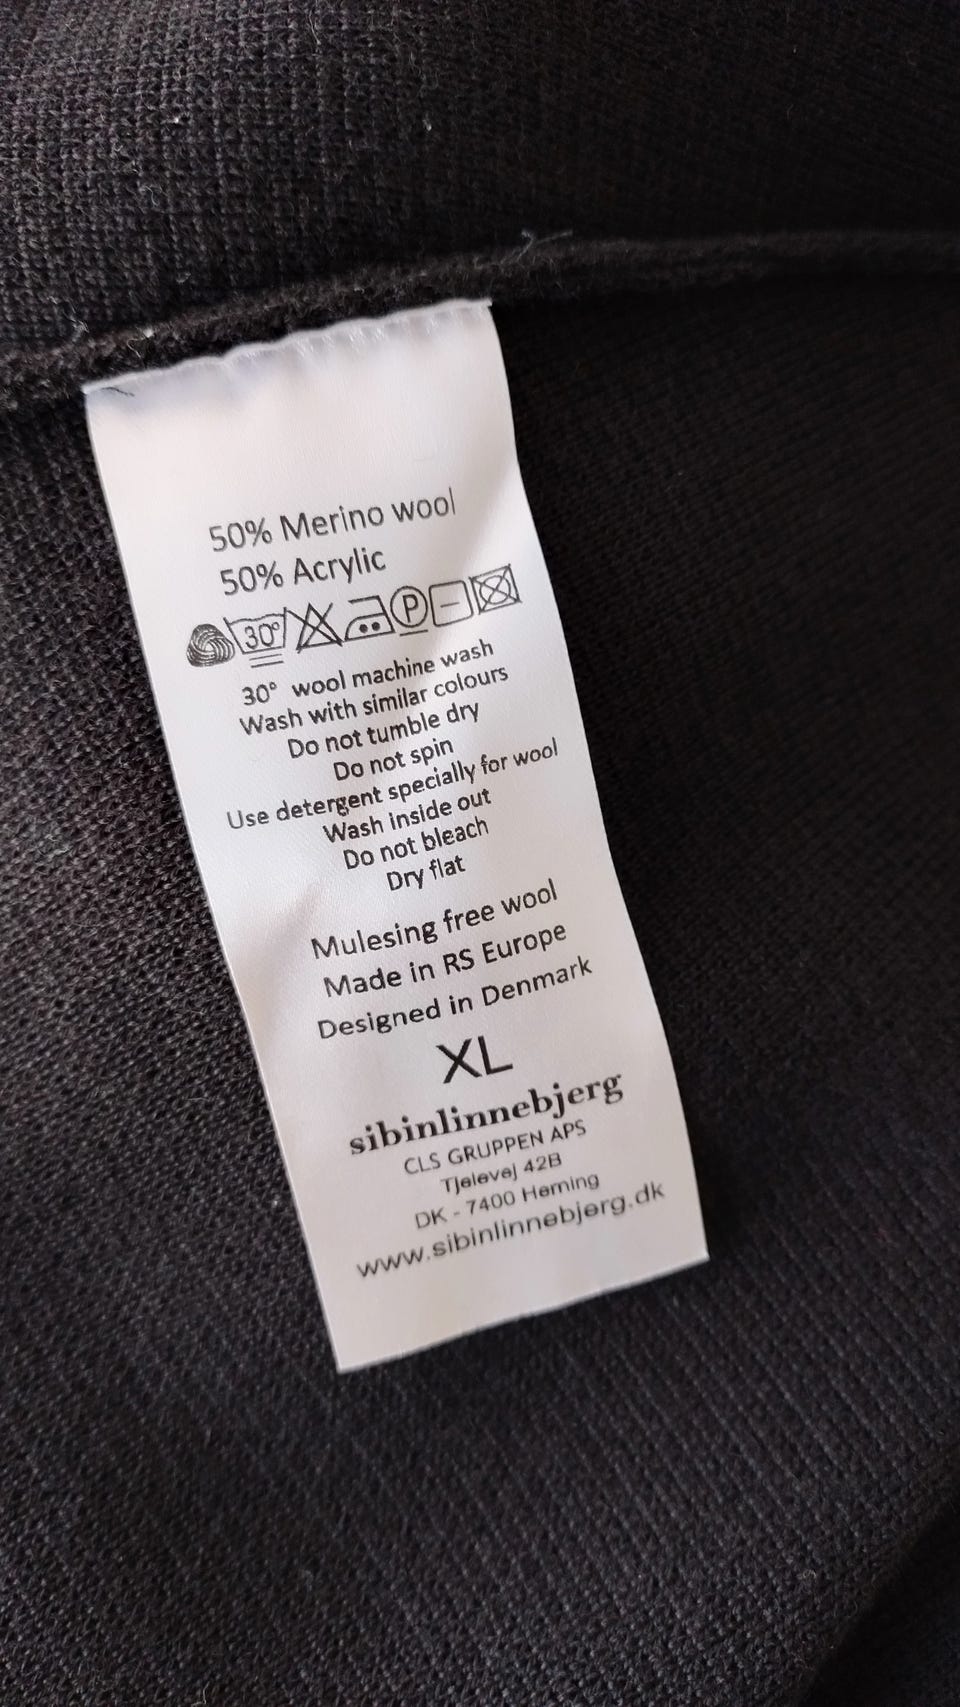 50% Merino wool
50% Acrylic
30° P
30° wool machine wash
Wash with similar colours
Do not tumble dry
Do not spin
Use detergent specially for wool
Wash inside out
Do not bleach
Dry flat
Mulesing free wool
Made in RS Europe
Designed in Denmark
XL
sibinlinnebjerg
CLS GRUPPEN APS
Tjelevej 42B
DK - 7400 Herning
www.sibinlinnebjerg.dk